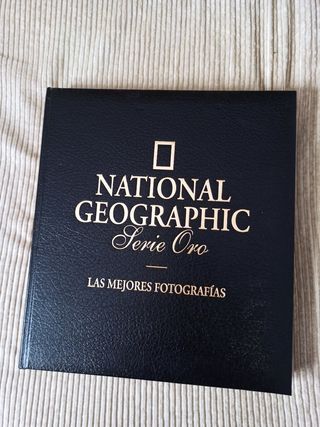 NATIONAL
GEOGRAPHIC
Serie Oro
LAS MEJORES FOTOGRAFÍAS